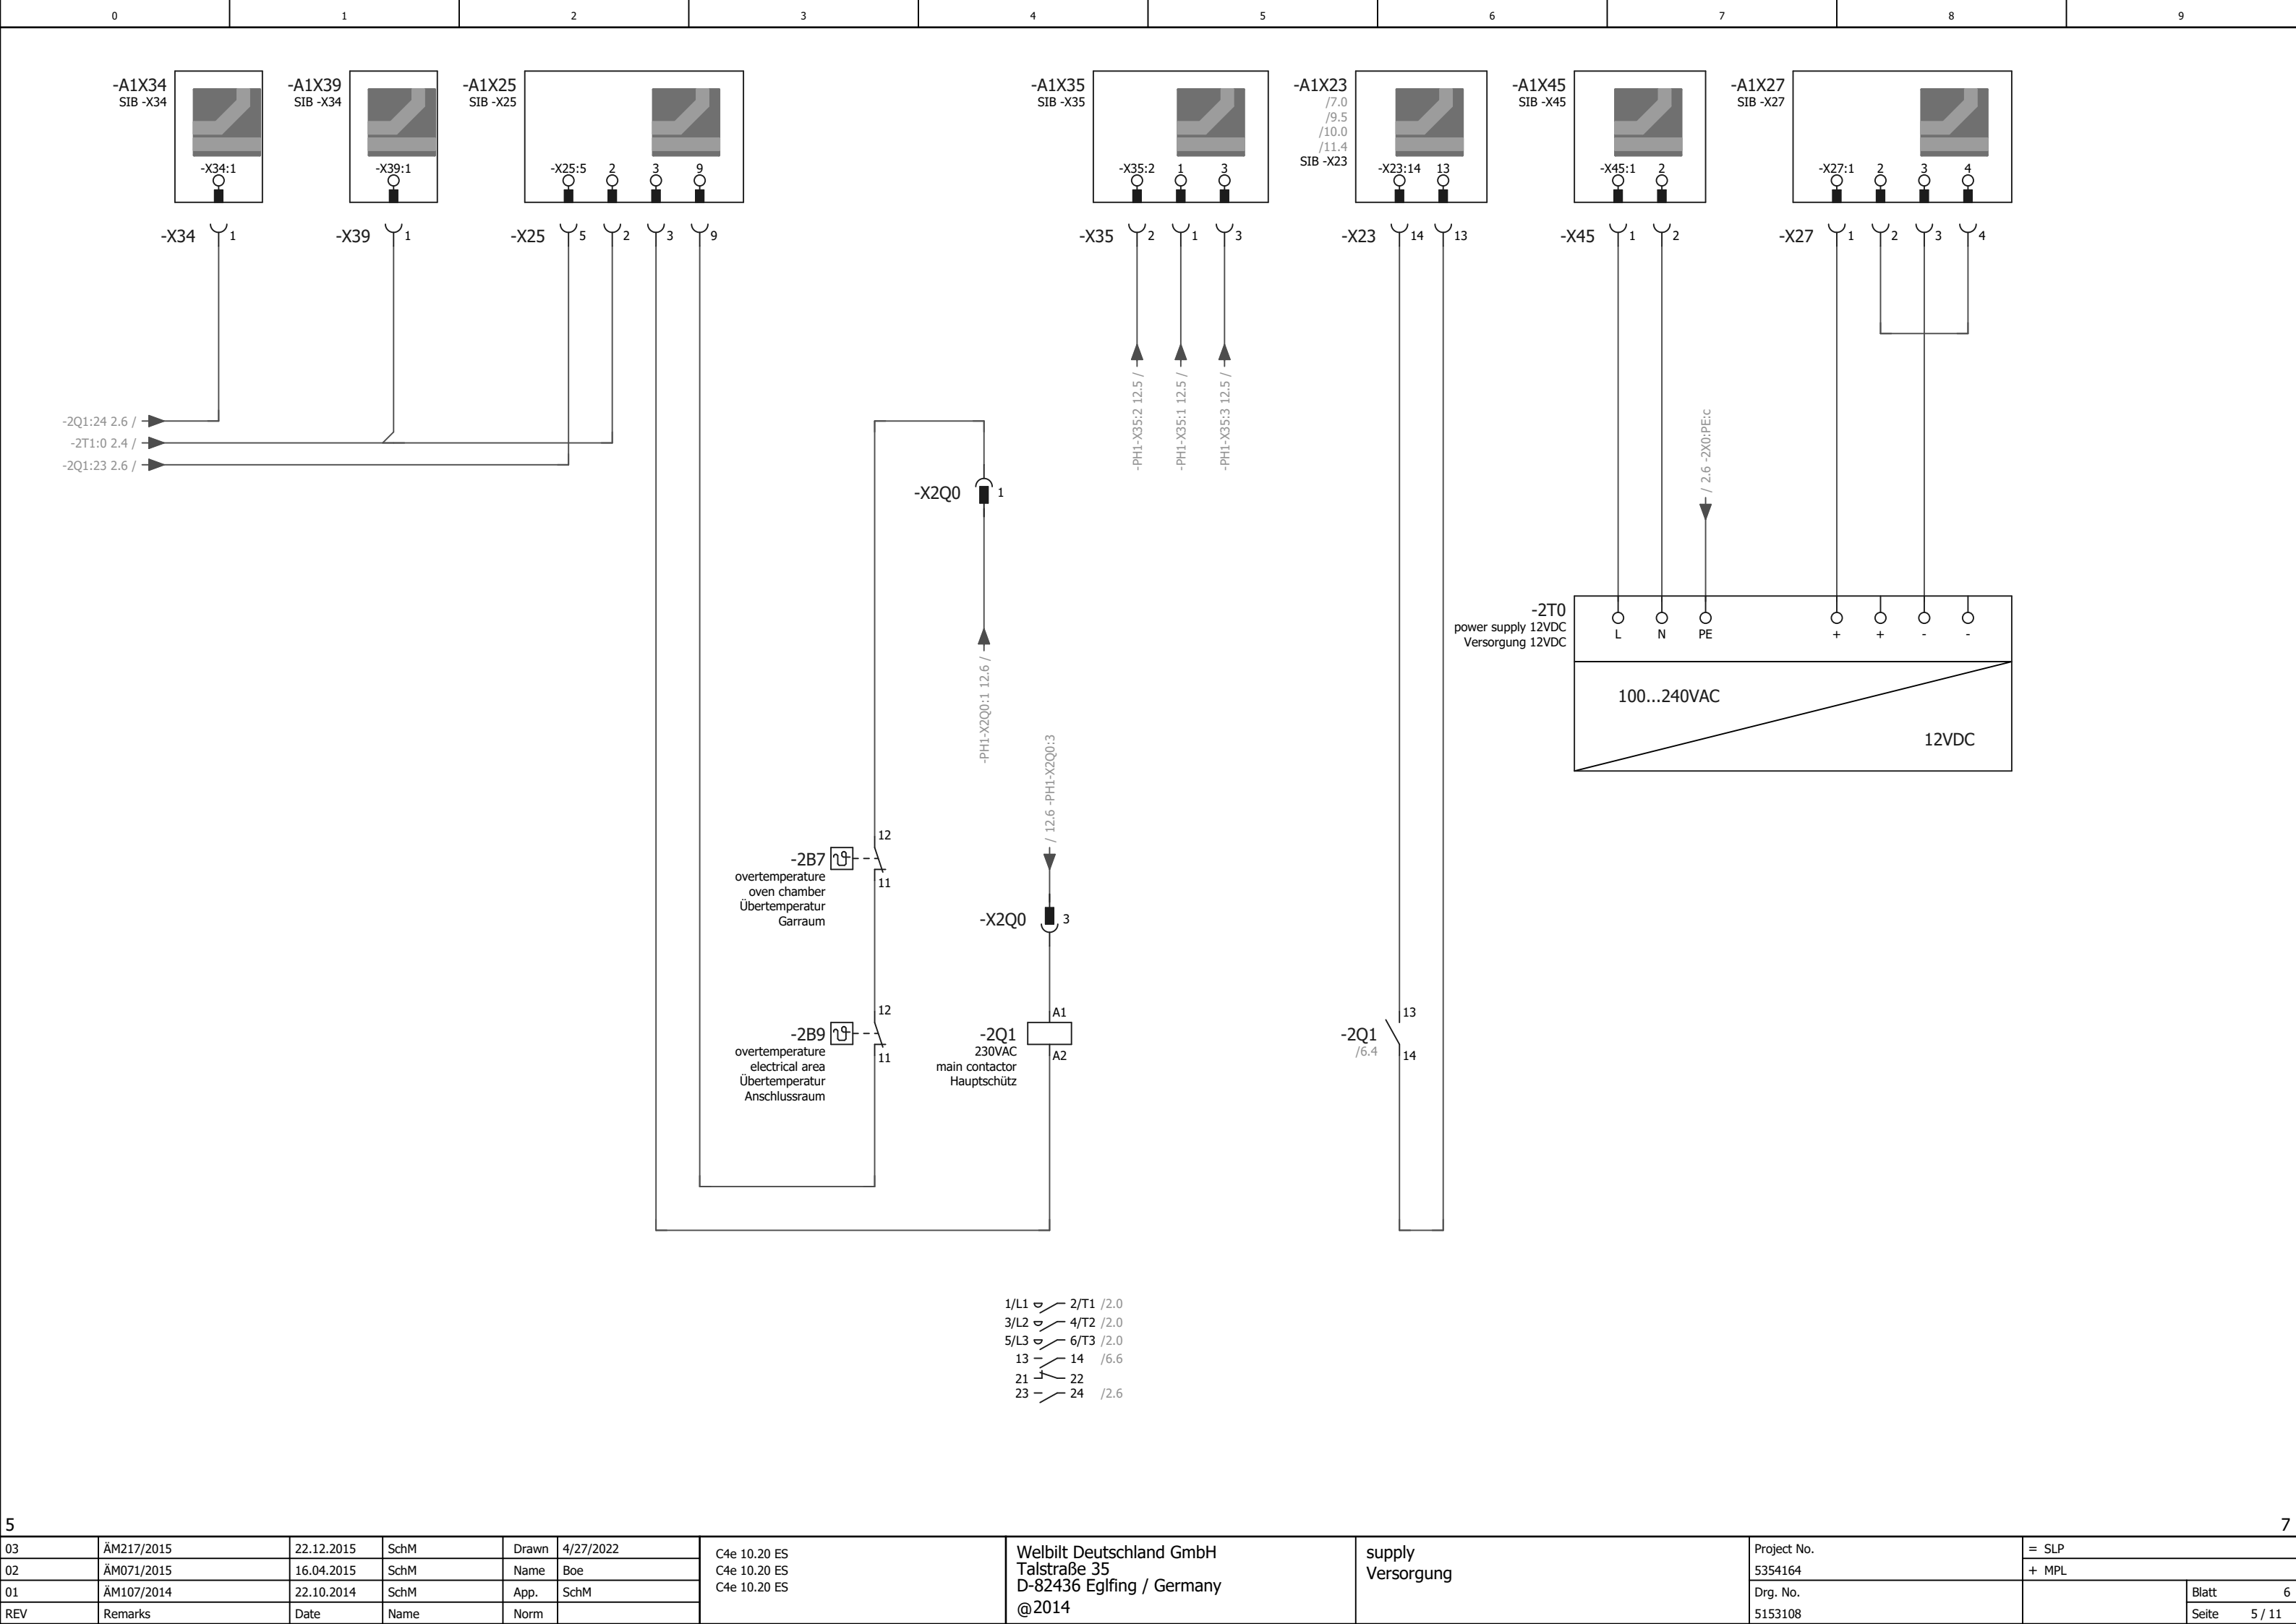 0 1 2 3 4 5 6 7 8 9
-A1X34
SIB -X34
-X34:1
-X34 1
-A1X39
SIB -X34
-X39:1
-X39 1
-A1X25
SIB -X25
-X25:5 2 3 9
-X25 5 2 3 9
-A1X35
SIB -X35
-X35:2 1 3
-X35 2 1 3
-A1X23
/7.0
/9.5
/10.0
/11.4
SIB -X23
-X23:14 13
-X23 14 13
-A1X45
SIB -X45
-X45:1 2
-X45 1 2
-A1X27
SIB -X27
-X27:1 2 3 4
-X27 1 2 3 4
-2Q1:24 2.6 /
-2T1:0 2.4 /
-2Q1:23 2.6 /
-PH1-X35:2 12.5 /
-PH1-X35:1 12.5 /
-PH1-X35:3 12.5 /
/ 2.6 -2X0:PE:c
-X2Q0 1
-PH1-X2Q0:1 12.6 /
/ 12.6 -PH1-X2Q0:3
-X2Q0 3
-2T0
power supply 12VDC
Versorgung 12VDC
L N PE + + - -
100...240VAC
12VDC
12
-2B7
11
overtemperature
oven chamber
Übertemperatur
Garraum
12
-2B9
11
overtemperature
electrical area
Übertemperatur
Anschlussraum
A1
-2Q1
230VAC
A2
main contactor
Hauptschütz
13
-2Q1
/6.4
14
1/L1 2/T1 /2.0
3/L2 4/T2 /2.0
5/L3 6/T3 /2.0
13 14 /6.6
21 22
23 24 /2.6
5
7
03 ÄM217/2015 22.12.2015 SchM Drawn 4/27/2022
02 ÄM071/2015 16.04.2015 SchM Name Boe
01 ÄM107/2014 22.10.2014 SchM App. SchM
REV Remarks Date Name Norm
C4e 10.20 ES
C4e 10.20 ES
C4e 10.20 ES
Welbilt Deutschland GmbH
Talstraße 35
D-82436 Eglfing / Germany
@2014
supply
Versorgung
Project No.
5354164
Drg. No.
5153108
= SLP
+ MPL
Blatt 6
Seite 5 / 11